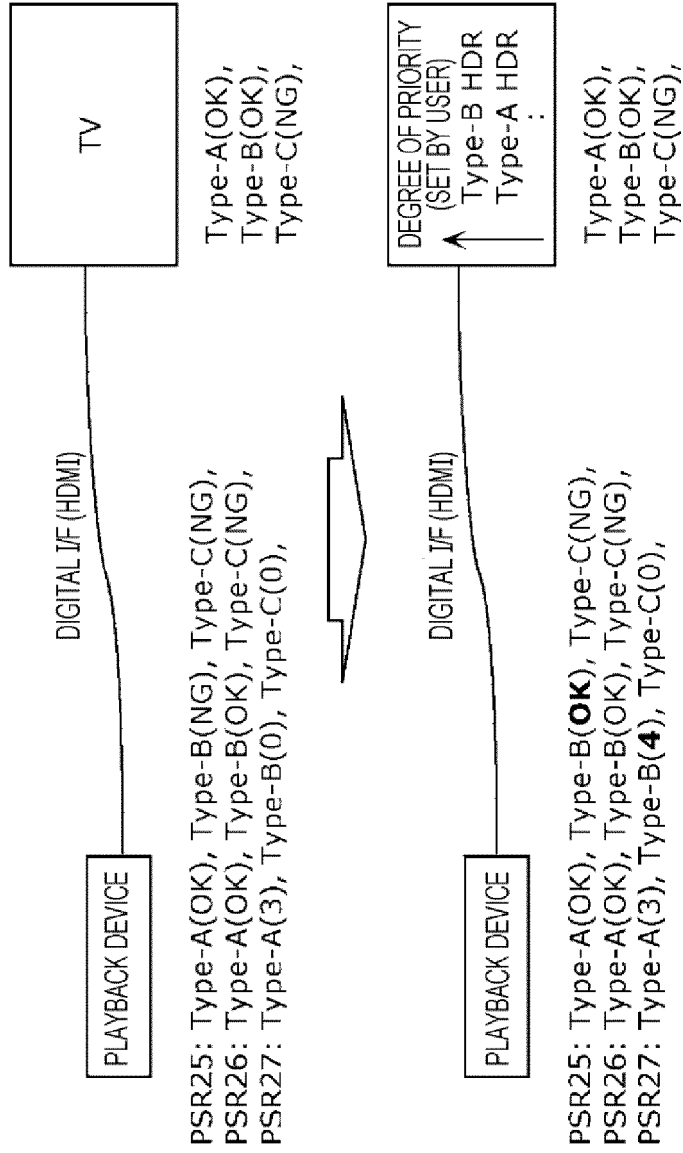 TV
DIGITAL I/F (HDMI)
PLAYBACK DEVICE
Type-A(OK),
Type-B(OK),
Type-C(NG),
PSR25: Type-A(OK), Type-B(NG), Type-C(NG),
PSR26: Type-A(OK), Type-B(OK), Type-C(NG),
PSR27: Type-A(3), Type-B(0), Type-C(0),
DEGREE OF PRIORITY
(SET BY USER)
Type-B HDR
Type-A HDR
:
DIGITAL I/F (HDMI)
PLAYBACK DEVICE
Type-A(OK),
Type-B(OK),
Type-C(NG),
PSR25: Type-A(OK), Type-B(OK), Type-C(NG),
PSR26: Type-A(OK), Type-B(OK), Type-C(NG),
PSR27: Type-A(3), Type-B(4), Type-C(0),